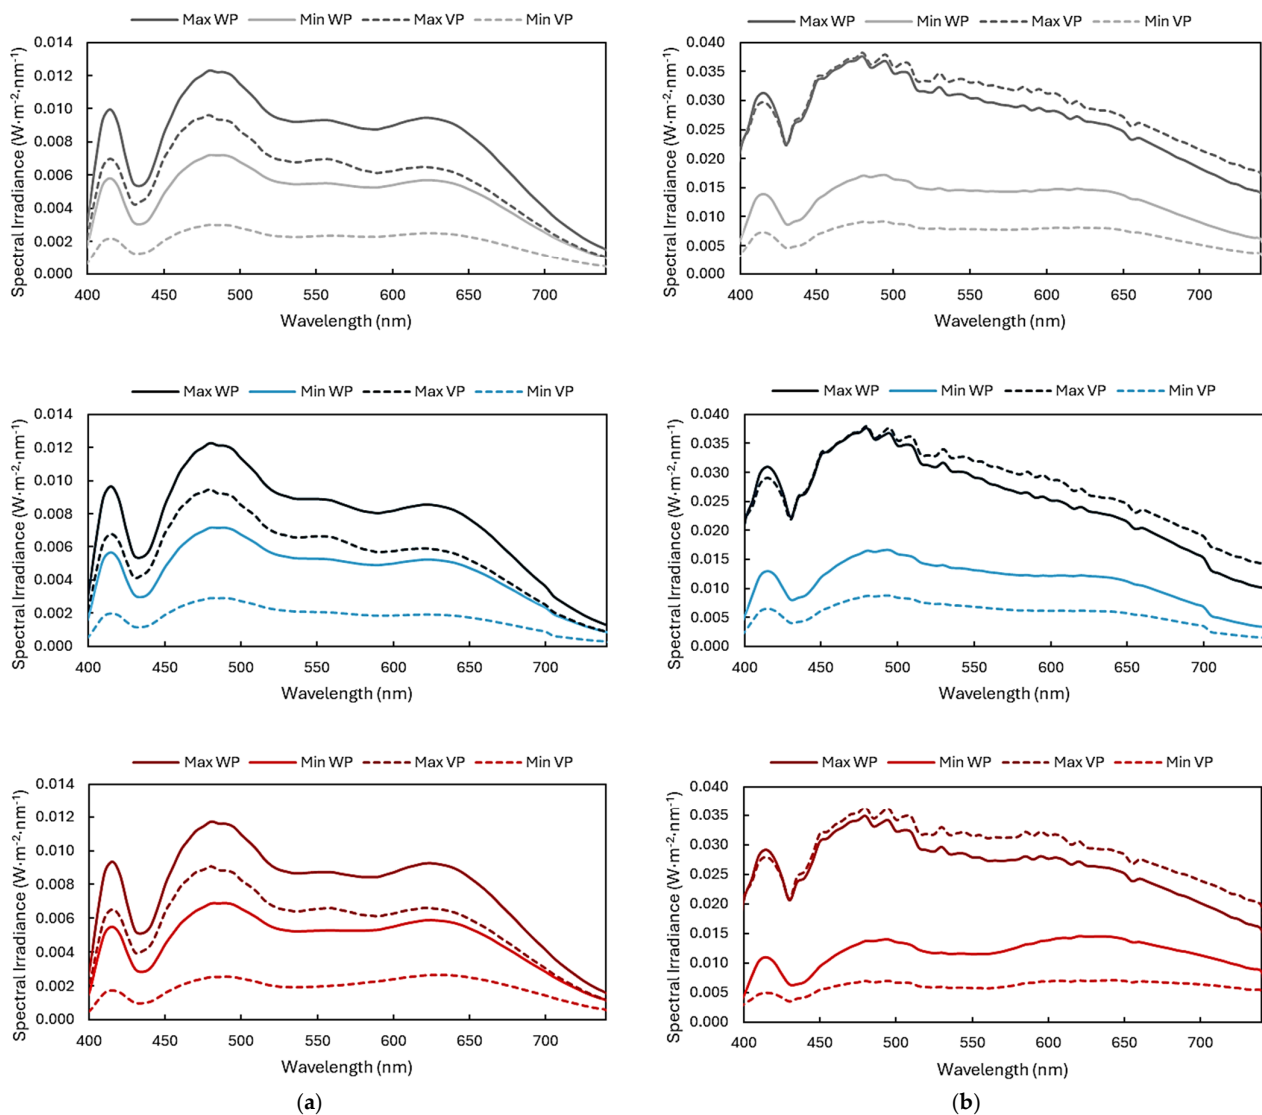 Max WP Min WP Max VP Min VP
Spectral Irradiance (W·m⁻²·nm⁻¹)
0.014
0.012
0.010
0.008
0.006
0.004
0.002
0.000
400 450 500 550 600 650 700
Wavelength (nm)
Max WP Min WP Max VP Min VP
Spectral Irradiance (W·m⁻²·nm⁻¹)
0.040
0.035
0.030
0.025
0.020
0.015
0.010
0.005
0.000
400 450 500 550 600 650 700
Wavelength (nm)
Max WP Min WP Max VP Min VP
Spectral Irradiance (W·m⁻²·nm⁻¹)
0.014
0.012
0.010
0.008
0.006
0.004
0.002
0.000
400 450 500 550 600 650 700
Wavelength (nm)
Max WP Min WP Max VP Min VP
Spectral Irradiance (W·m⁻²·nm⁻¹)
0.040
0.035
0.030
0.025
0.020
0.015
0.010
0.005
0.000
400 450 500 550 600 650 700
Wavelength (nm)
Max WP Min WP Max VP Min VP
Spectral Irradiance (W·m⁻²·nm⁻¹)
0.014
0.012
0.010
0.008
0.006
0.004
0.002
0.000
400 450 500 550 600 650 700
Wavelength (nm)
Max WP Min WP Max VP Min VP
Spectral Irradiance (W·m⁻²·nm⁻¹)
0.040
0.035
0.030
0.025
0.020
0.015
0.010
0.005
0.000
400 450 500 550 600 650 700
Wavelength (nm)
(a) (b)